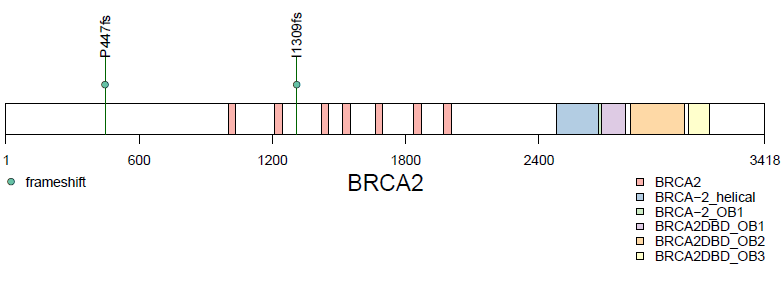 P447fs
I1309fs
1 600 1200 1800 2400 3418
frameshift
BRCA2
BRCA2
BRCA−2_helical
BRCA−2_OB1
BRCA2DBD_OB1
BRCA2DBD_OB2
BRCA2DBD_OB3